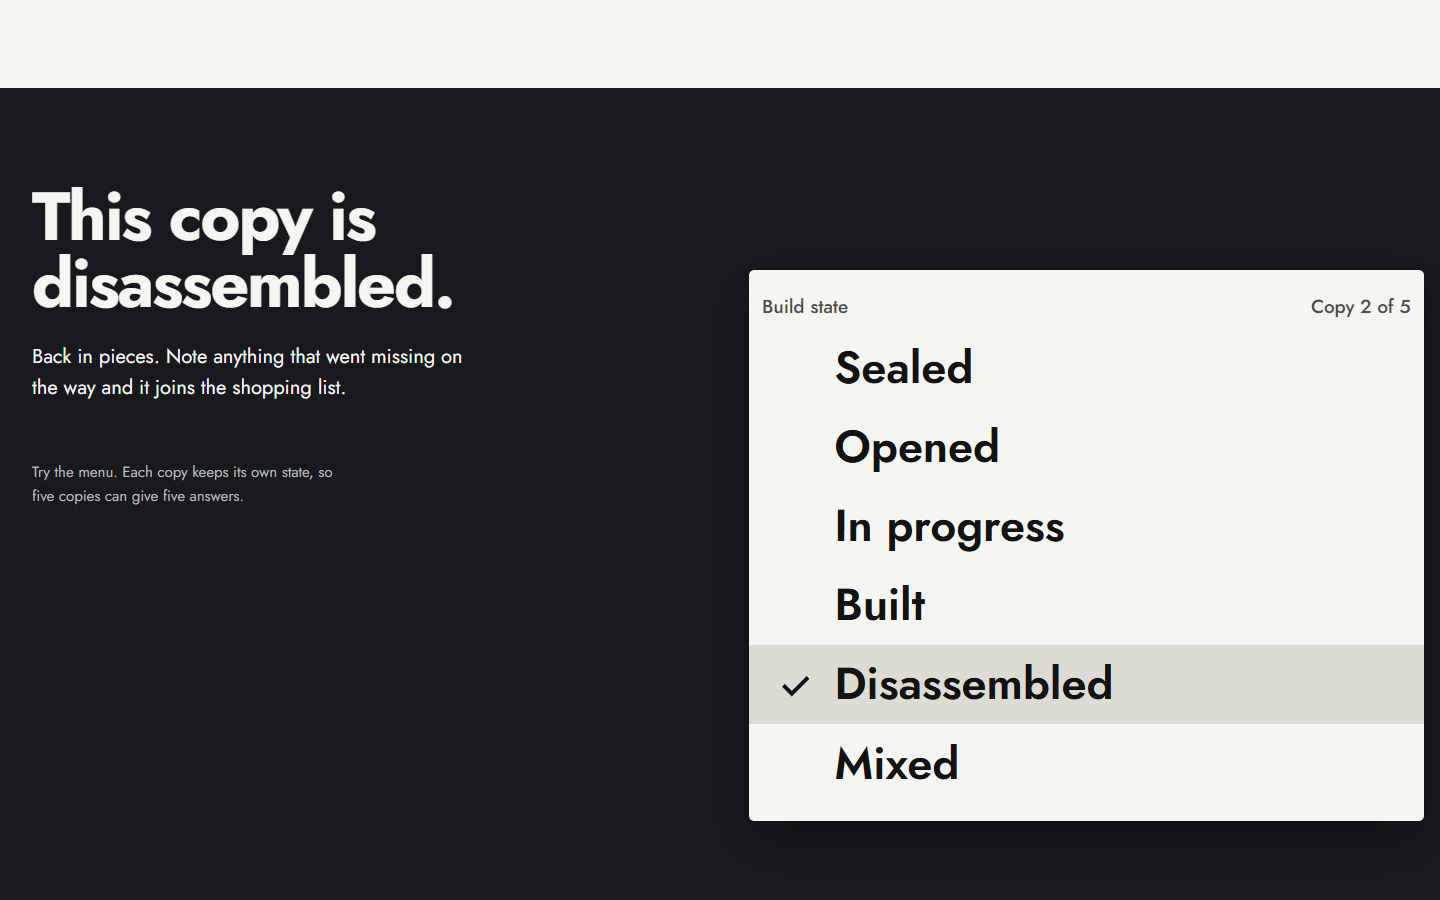 This copy is
disassembled.
Back in pieces. Note anything that went missing on
the way and it joins the shopping list.
Try the menu. Each copy keeps its own state, so
five copies can give five answers.
Build state
Copy 2 of 5
Sealed
Opened
In progress
Built
Disassembled
Mixed